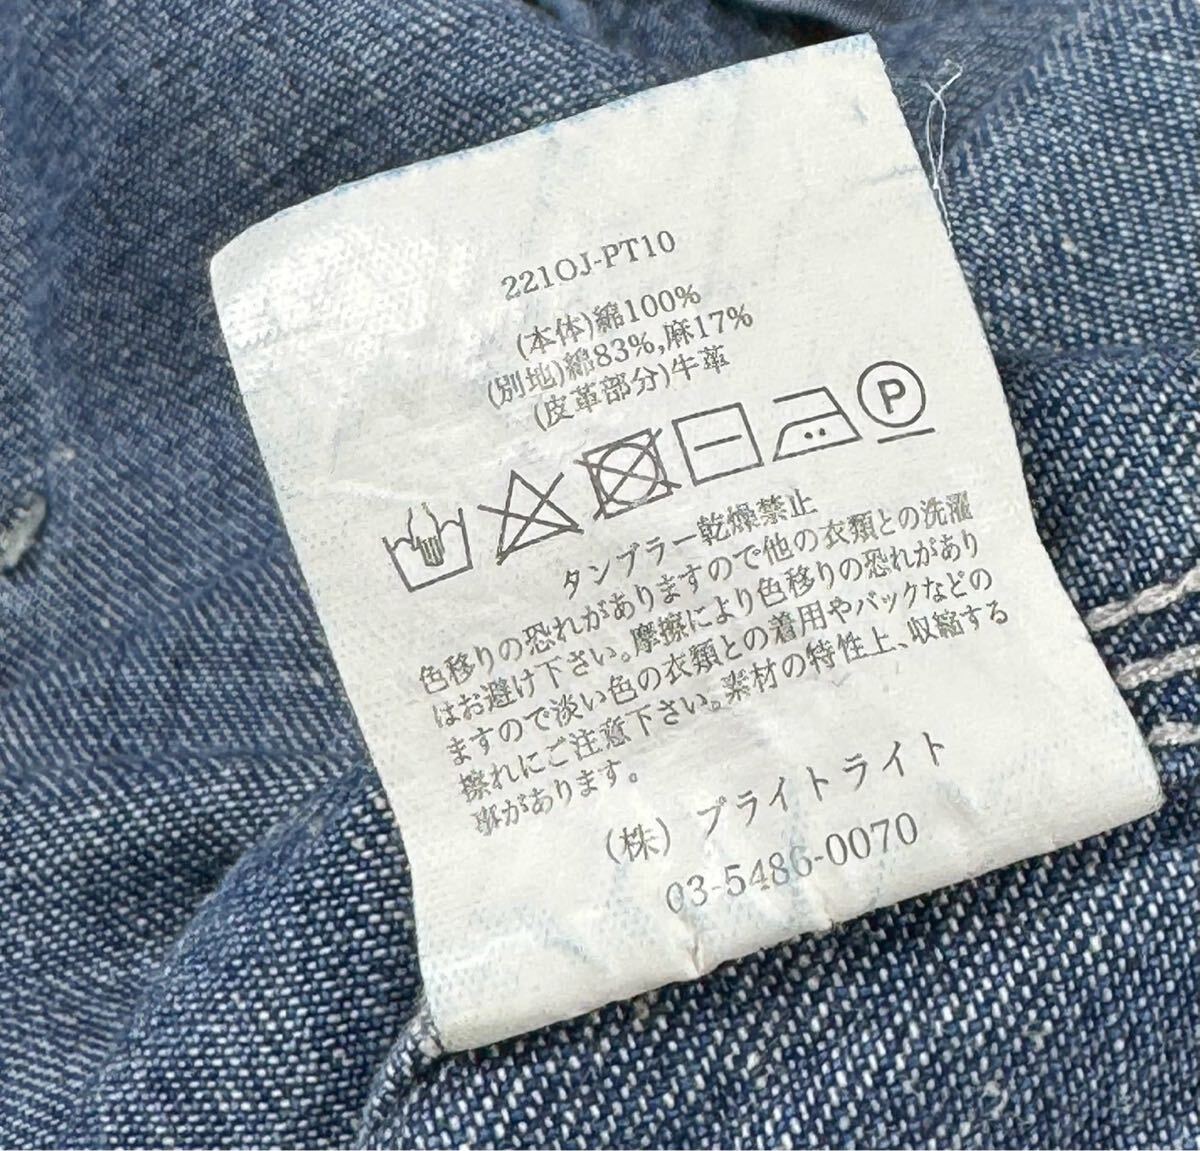 221OJ-PT10
(本体)綿100%
(別地)綿83%,麻17%
(皮革部分)牛革
P
タンブラー乾燥禁止
色移りの恐れがありますので他の衣類との洗濯
はお避け下さい。摩擦により色移りの恐れがあり
ますので淡い色の衣類との着用やバックなどの
擦れにご注意下さい。素材の特性上、収縮する
事があります。
(株) ブライトライト
03-5486-0070